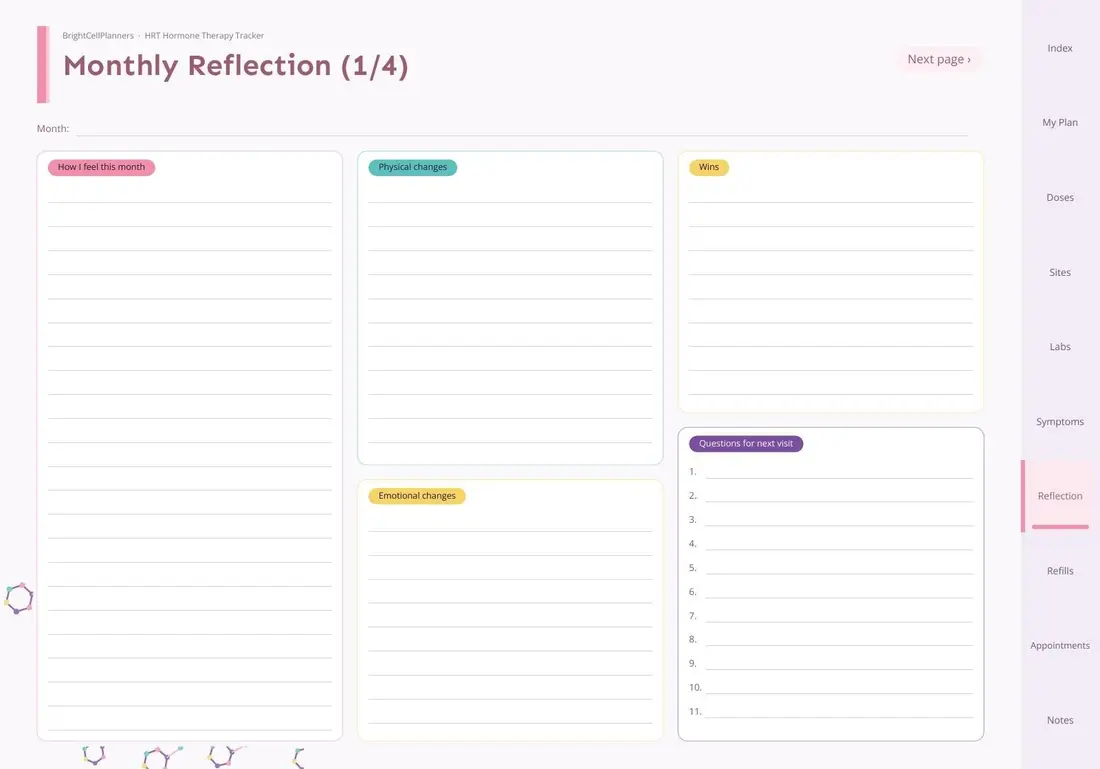 BrightCellPlanners · HRT Hormone Therapy Tracker
Monthly Reflection (1/4)
Next page ›
Month:
How I feel this month
Physical changes
Emotional changes
Wins
Questions for next visit
1.
2.
3.
4.
5.
6.
7.
8.
9.
10.
11.
Index
My Plan
Doses
Sites
Labs
Symptoms
Reflection
Refills
Appointments
Notes